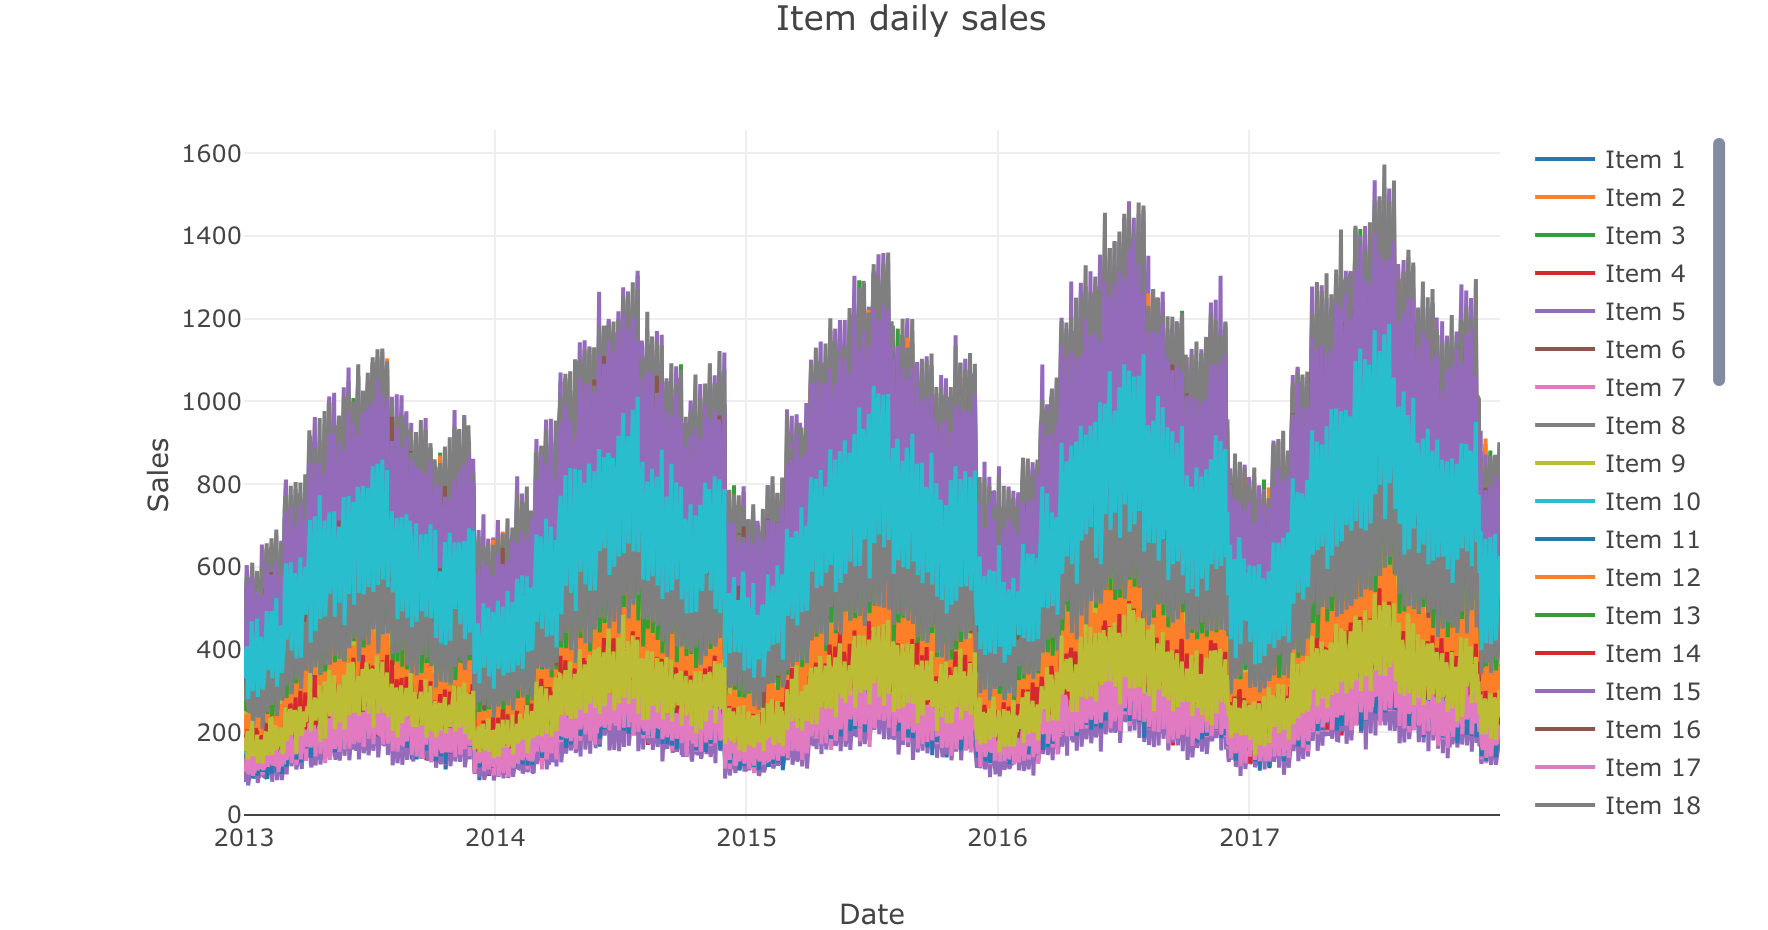 Item daily sales
1600
1400
1200
1000
800
600
400
200
0
Sales
2013
2014
2015
2016
2017
Date
Item 1
Item 2
Item 3
Item 4
Item 5
Item 6
Item 7
Item 8
Item 9
Item 10
Item 11
Item 12
Item 13
Item 14
Item 15
Item 16
Item 17
Item 18